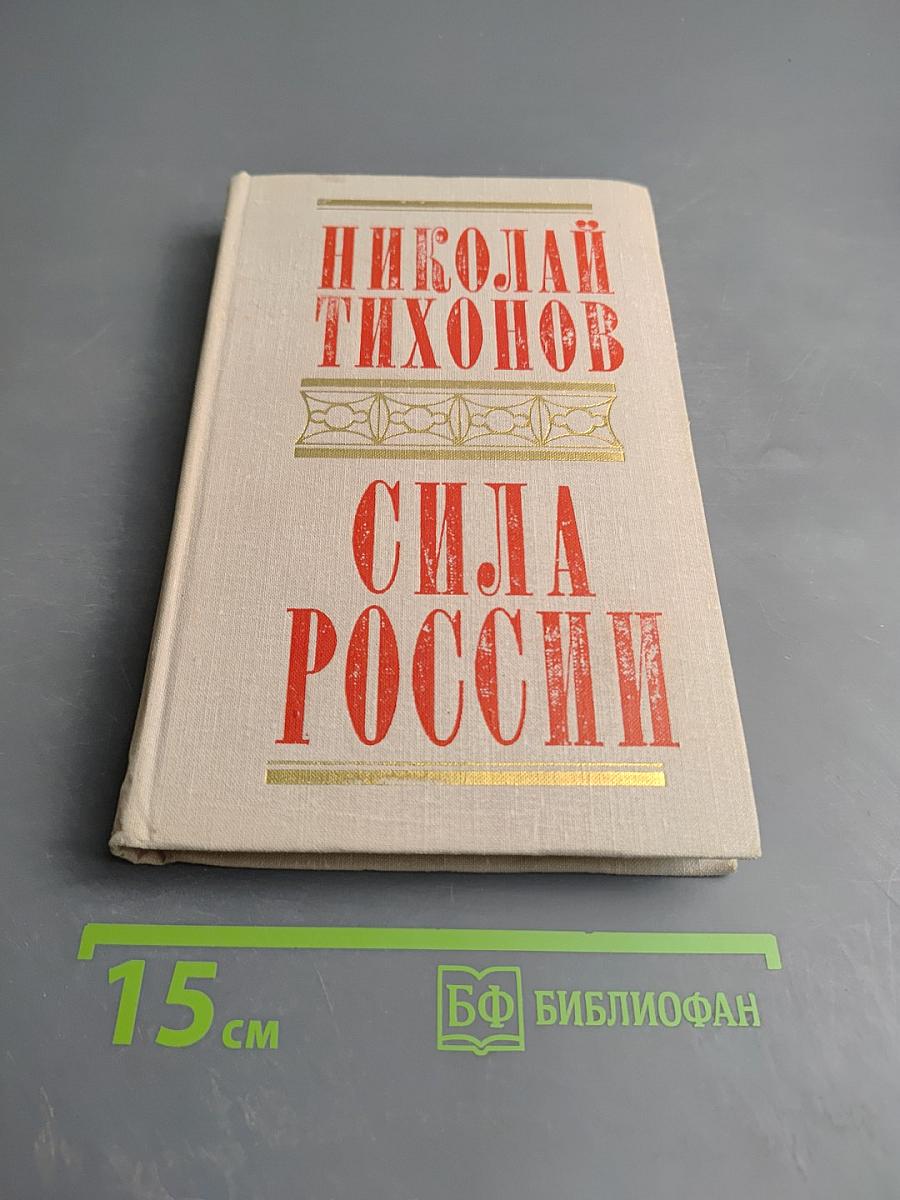 НИКОЛАЙ
ТИХОНОВ
СИЛА
РОССИИ
15 см
БФ БИБЛИОФАН